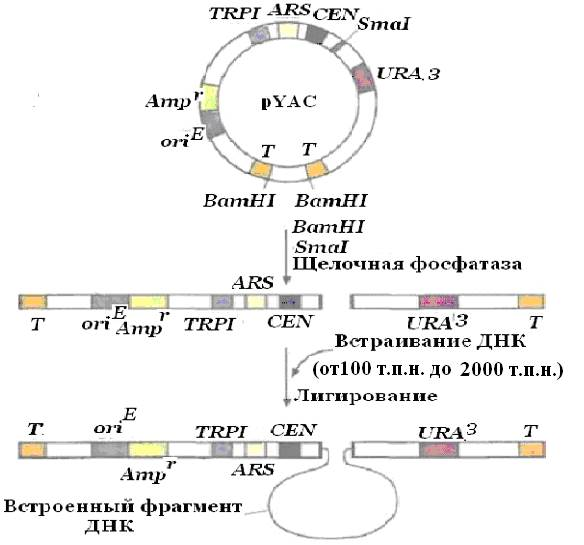 TRPI ARS CEN
SmaI
URA 3
Amp r
pYAC
ori E
T T
BamHI BamHI
BamHI
SmaI
Щелочная фосфатаза
ARS
T ori E Amp r TRPI CEN URA 3 T
Встраивание ДНК
(от100 т.п.н. до 2000 т.п.н.)
Лигирование
T. ori E TRPI CEN URA 3 T
Amp r ARS
Встроенный фрагмент
ДНК